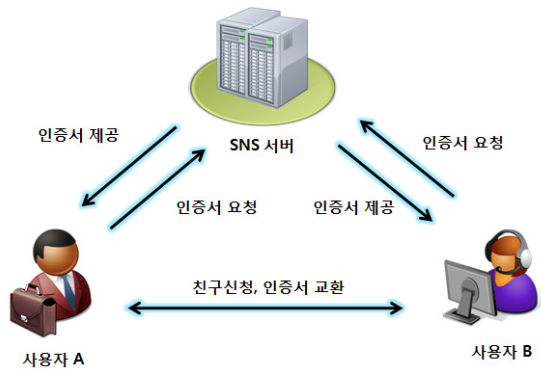 인증서 제공
SNS 서버
인증서 요청
인증서 요청
인증서 제공
친구신청, 인증서 교환
사용자 A
사용자 B